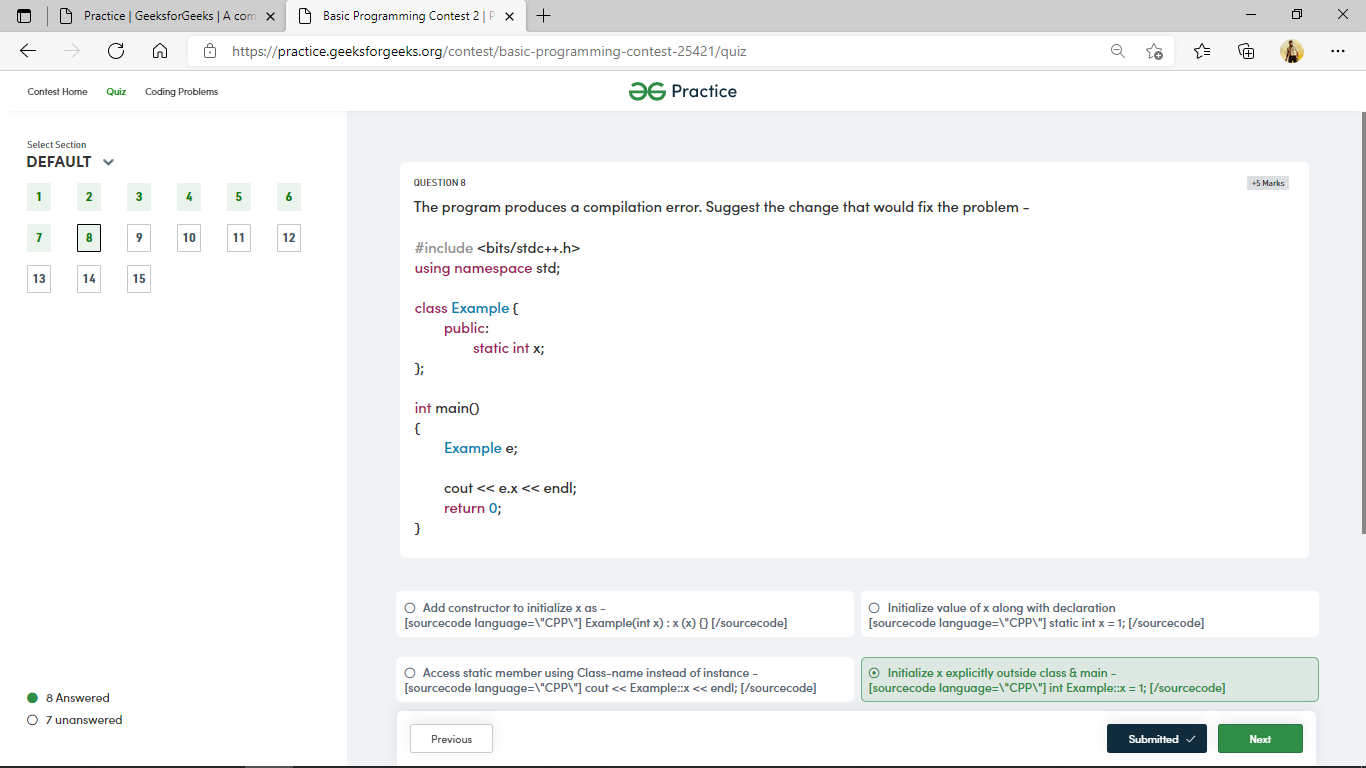 Practice | GeeksforGeeks | A com
Basic Programming Contest 2 | P
https://practice.geeksforgeeks.org/contest/basic-programming-contest-25421/quiz
Contest Home Quiz Coding Problems
Practice
Select Section
DEFAULT
1 2 3 4 5 6
7 8 9 10 11 12
13 14 15
8 Answered
7 unanswered
QUESTION 8
+5 Marks
The program produces a compilation error. Suggest the change that would fix the problem -
#include <bits/stdc++.h>
using namespace std;
class Example {
public:
static int x;
};
int main()
{
Example e;
cout << e.x << endl;
return 0;
}
Add constructor to initialize x as -
[sourcecode language=\"CPP\"] Example(int x) : x (x) {} [/sourcecode]
Initialize value of x along with declaration
[sourcecode language=\"CPP\"] static int x = 1; [/sourcecode]
Access static member using Class-name instead of instance -
[sourcecode language=\"CPP\"] cout << Example::x << endl; [/sourcecode]
Initialize x explicitly outside class & main -
[sourcecode language=\"CPP\"] int Example::x = 1; [/sourcecode]
Previous
Submitted
Next